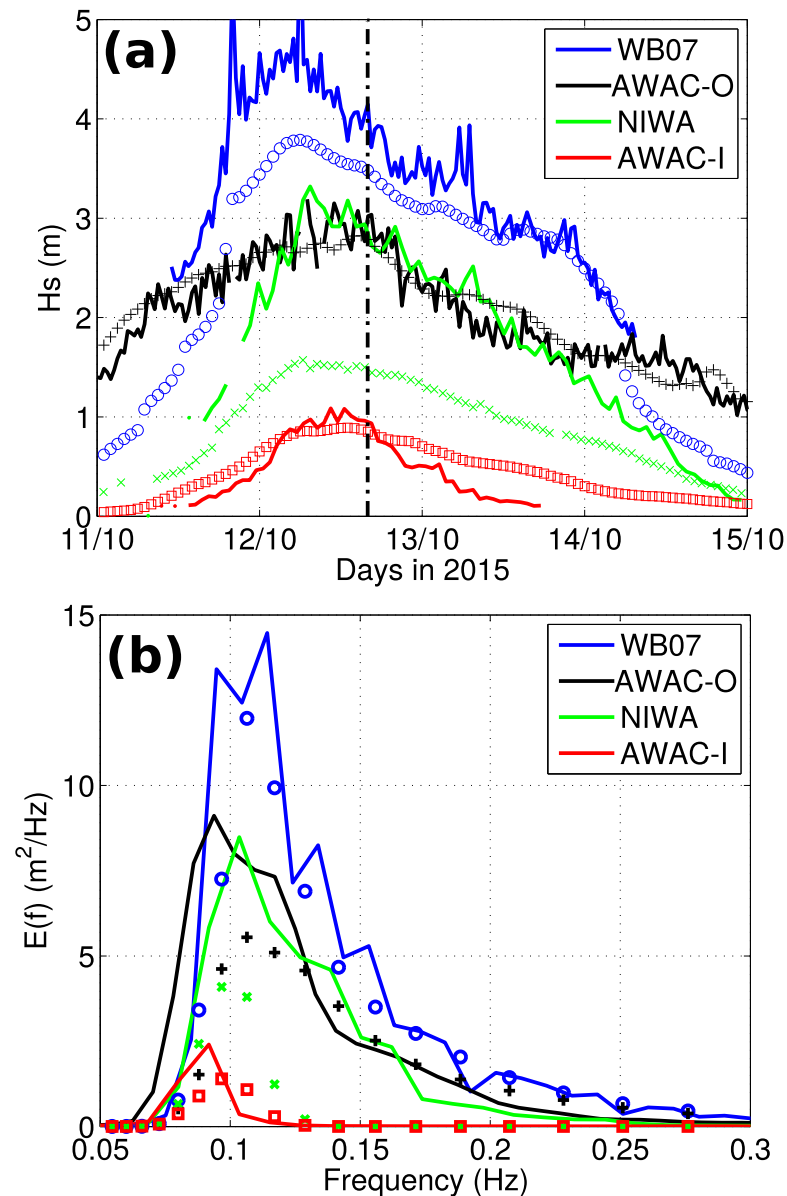 (a)
5
4
3
2
1
0
Hs (m)
WB07
AWAC-O
NIWA
AWAC-I
11/10 12/10 13/10 14/10 15/10
Days in 2015
(b)
15
10
5
0
E(f) (m²/Hz)
WB07
AWAC-O
NIWA
AWAC-I
0.05 0.1 0.15 0.2 0.25 0.3
Frequency (Hz)